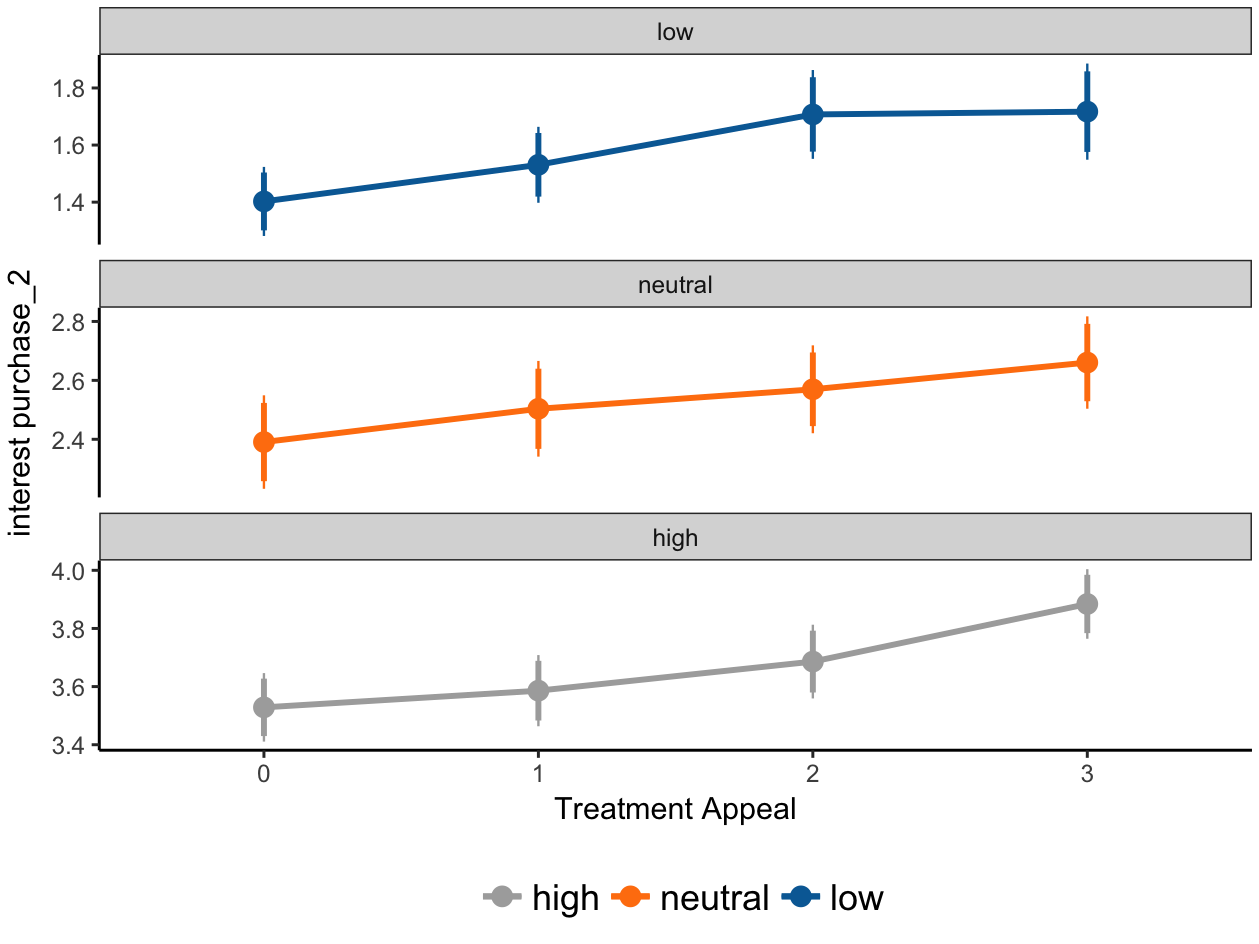 low
1.8
1.6
1.4
neutral
2.8
2.6
2.4
interest purchase_2
high
4.0
3.8
3.6
3.4
0 1 2 3
Treatment Appeal
high neutral low